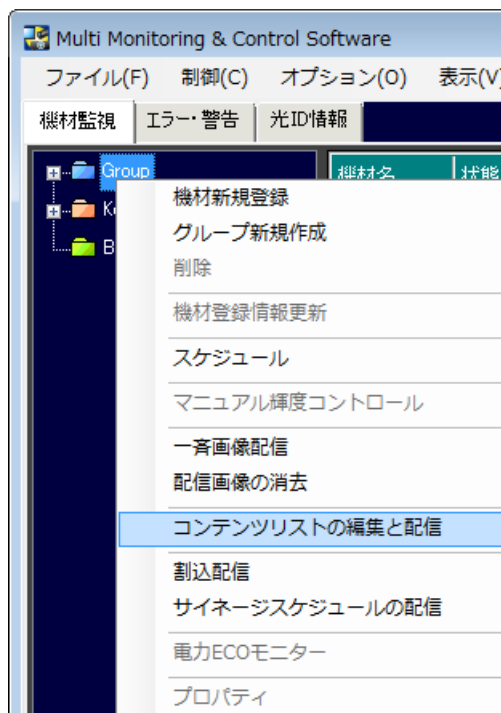 Multi Monitoring & Control Software
ファイル(F) 制御(C) オプション(O) 表示(V)
機材監視 エラー・警告 光ID情報
Group
機材名 状態
K
B
機材新規登録
グループ新規作成
削除
機材登録情報更新
スケジュール
マニュアル輝度コントロール
一斉画像配信
配信画像の消去
コンテンツリストの編集と配信
割込配信
サイネージスケジュールの配信
電力ECOモニター
プロパティ